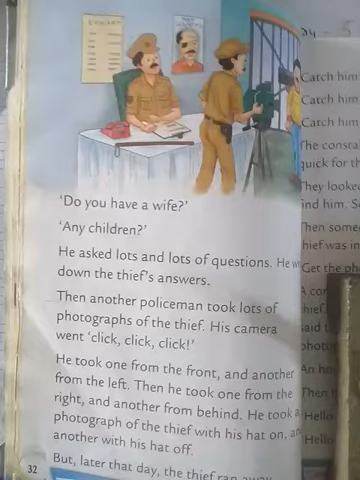 'Do you have a wife?'
'Any children?'
He asked lots and lots of questions. He
down the thief's answers.
Then another policeman took lots of
photographs of the thief. His camera
went 'click, click, click!'
He took one from the front, and another
from the left. Then he took one from the
right, and another from behind. He took a
photograph of the thief with his hat on, an
another with his hat off.
But, later that day, the thief ran away
32
Catch him
Catch him
Catch him
The consta
quick for th
They looke
find him. S
Then some
thief was in
'Get the ph
A con
thief
said t
photo
An ho
Then
'Hello
'Hello